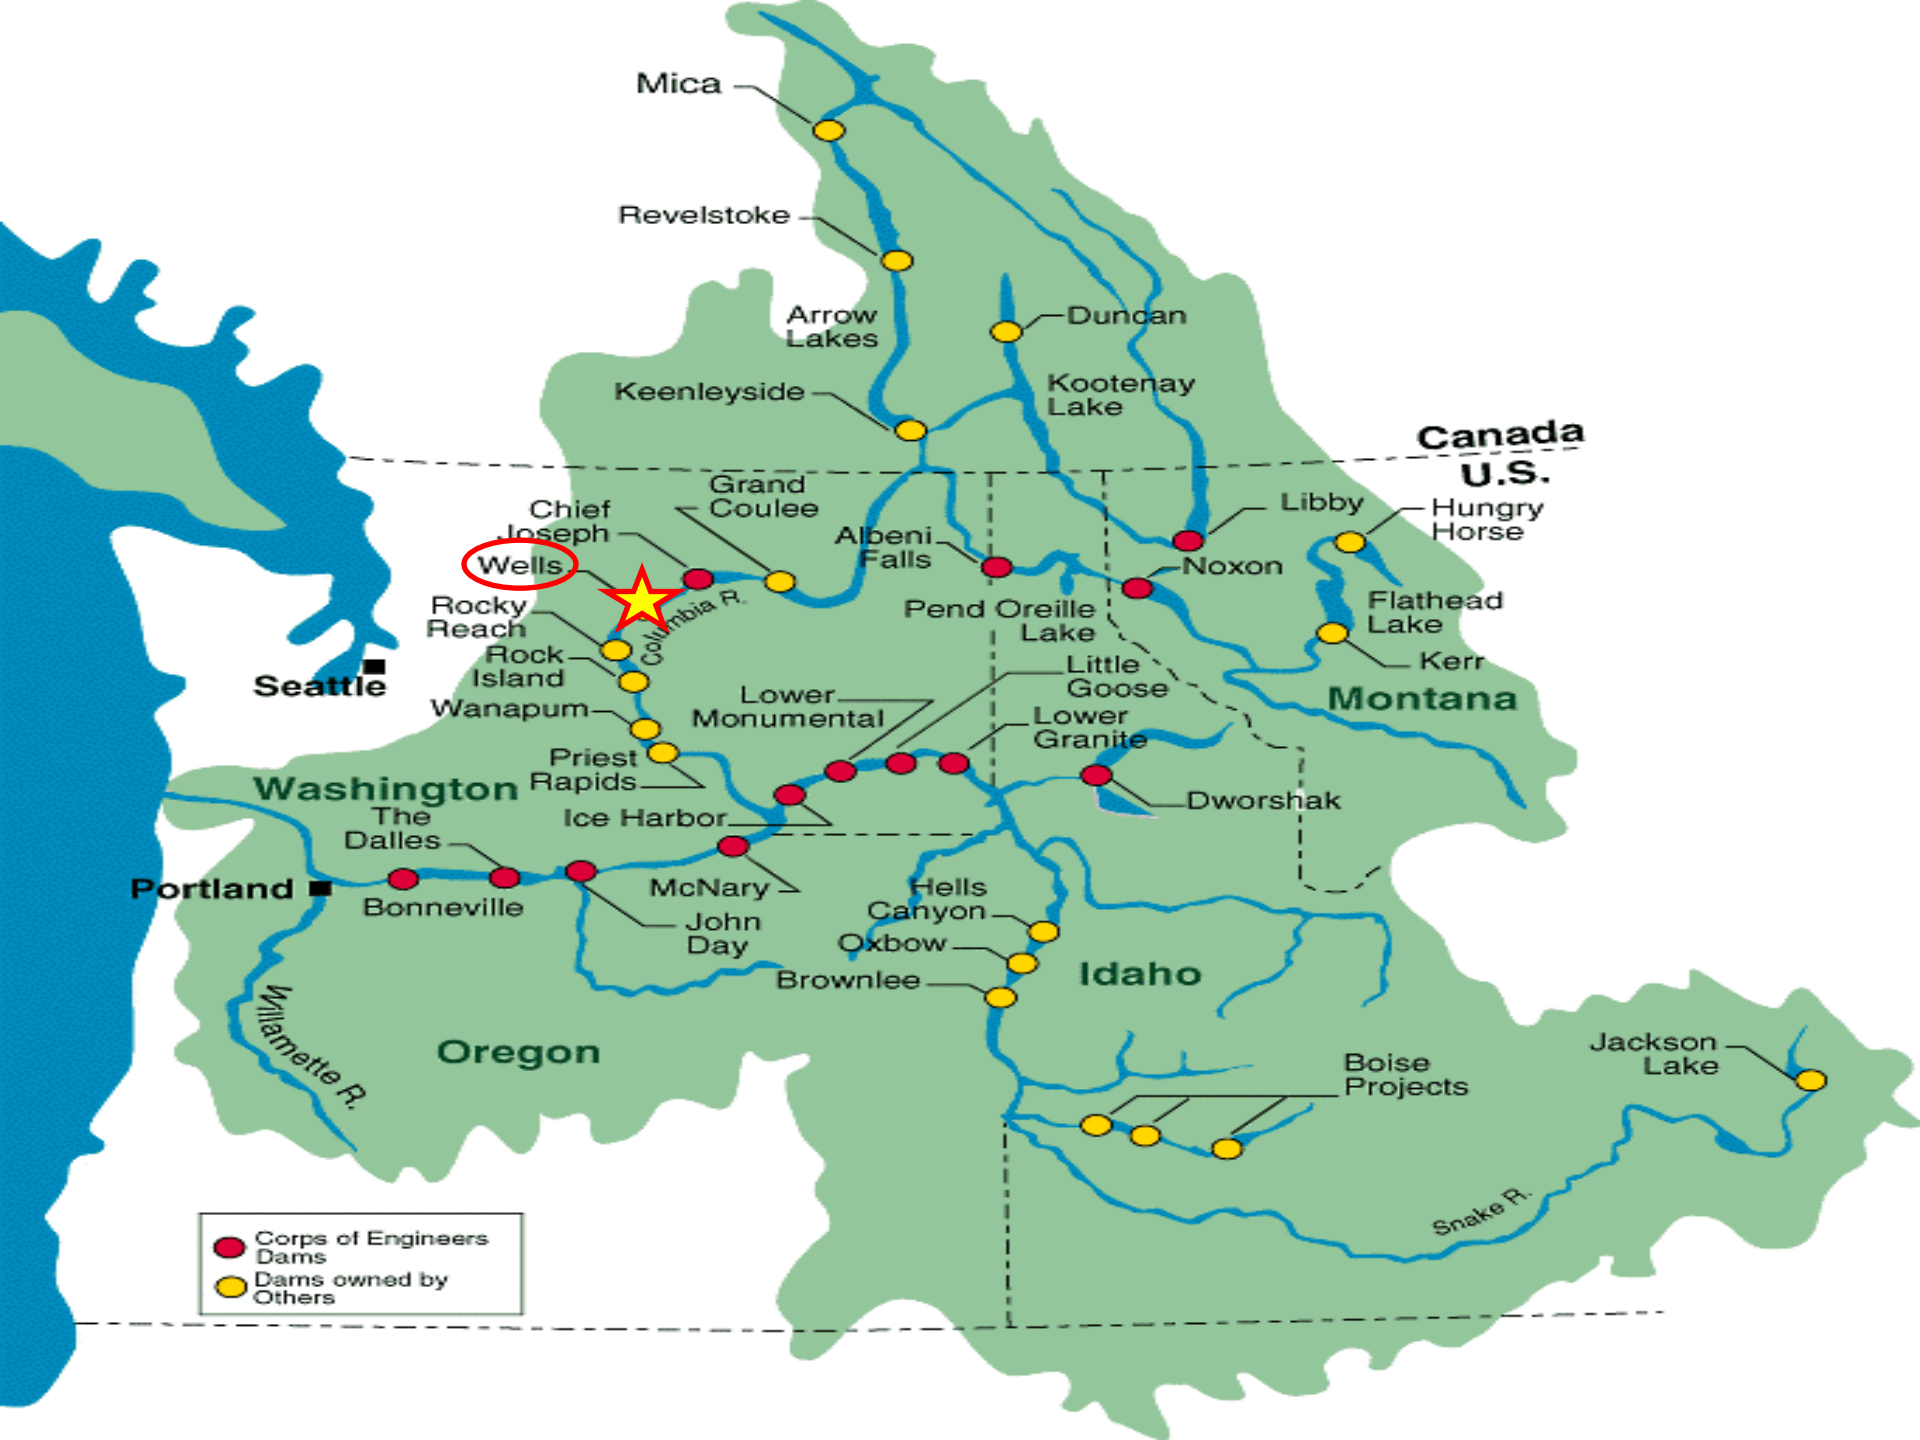 Mica
Revelstoke
Arrow
Lakes
Duncan
Keenleyside
Kootenay
Lake
Canada
U.S.
Grand
Coulee
Chief
Joseph
Libby
Hungry
Horse
Albeni
Falls
Wells
Noxon
Columbia R.
Rocky
Reach
Pend Oreille
Lake
Flathead
Lake
Rock
Island
Kerr
Little
Goose
Seattle
Lower
Monumental
Montana
Wanapum
Lower
Granite
Priest
Rapids
Washington
Dworshak
The
Dalles
Ice Harbor
Portland
McNary
Hells
Canyon
Bonneville
John
Day
Oxbow
Brownlee
Idaho
Willamette R.
Oregon
Boise
Projects
Jackson
Lake
Snake R.
Corps of Engineers
Dams
Dams owned by
Others